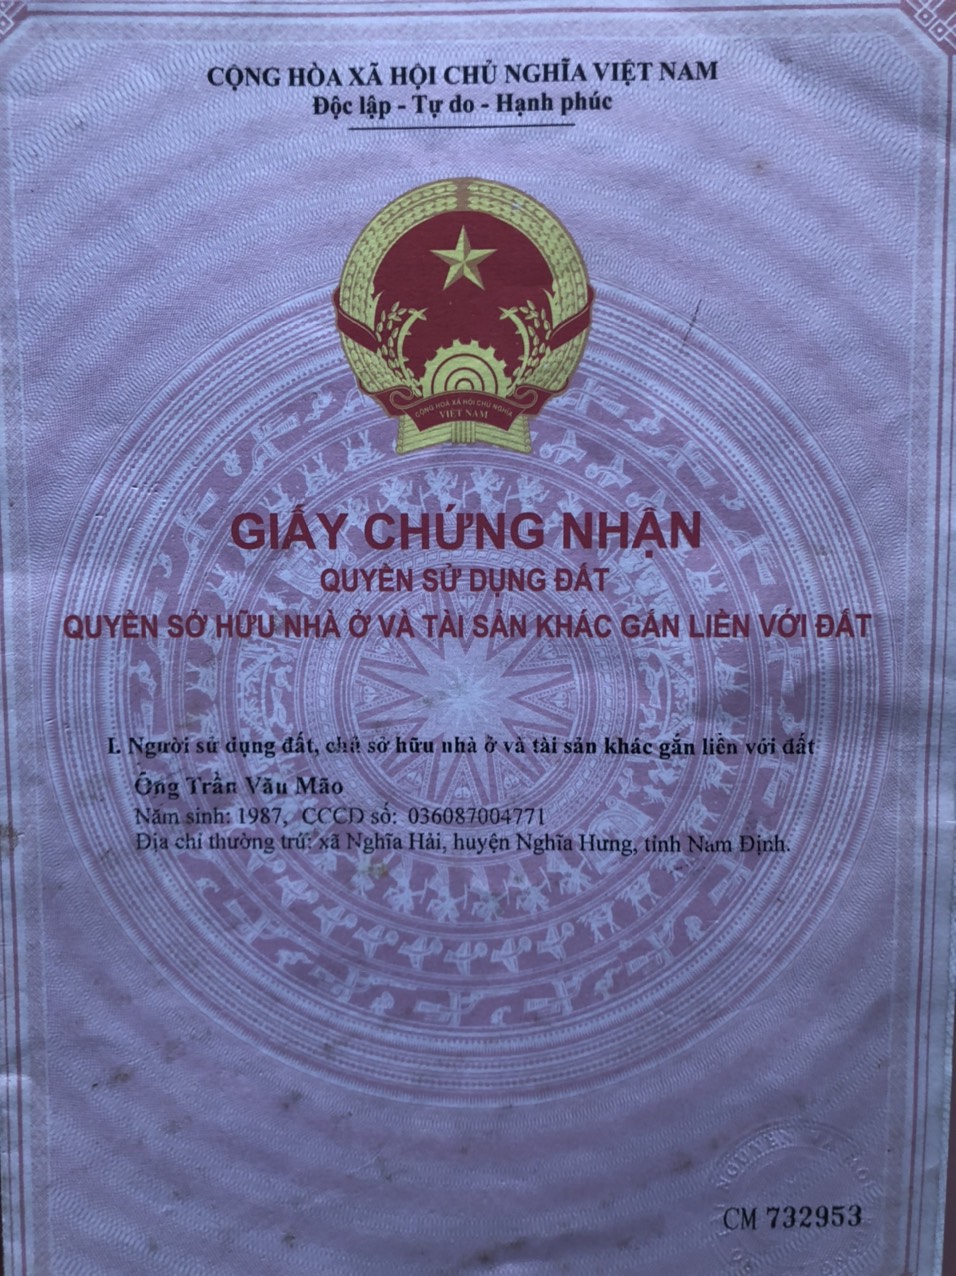 CỘNG HÒA XÃ HỘI CHỦ NGHĨA VIỆT NAM
Độc lập - Tự do - Hạnh phúc
CỘNG HOÀ XÃ HỘI CHỦ NGHĨA
VIỆT NAM
GIẤY CHỨNG NHẬN
QUYỀN SỬ DỤNG ĐẤT
QUYỀN SỞ HỮU NHÀ Ở VÀ TÀI SẢN KHÁC GẮN LIỀN VỚI ĐẤT
I. Người sử dụng đất, chủ sở hữu nhà ở và tài sản khác gắn liền với đất
Ông Trần Văn Mão
Năm sinh: 1987, CCCD số: 036087004771
Địa chỉ thường trú: xã Nghĩa Hải, huyện Nghĩa Hưng, tỉnh Nam Định.
CM 732953